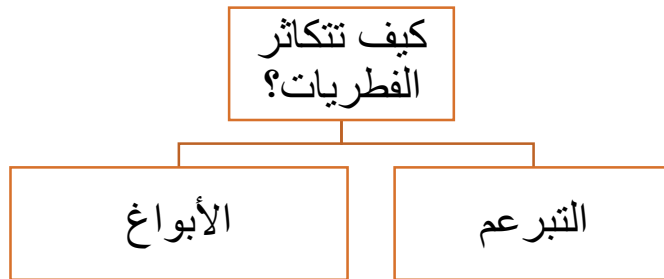 كيف تتكاثر
الفطريات؟
التبرعم
الأبواغ